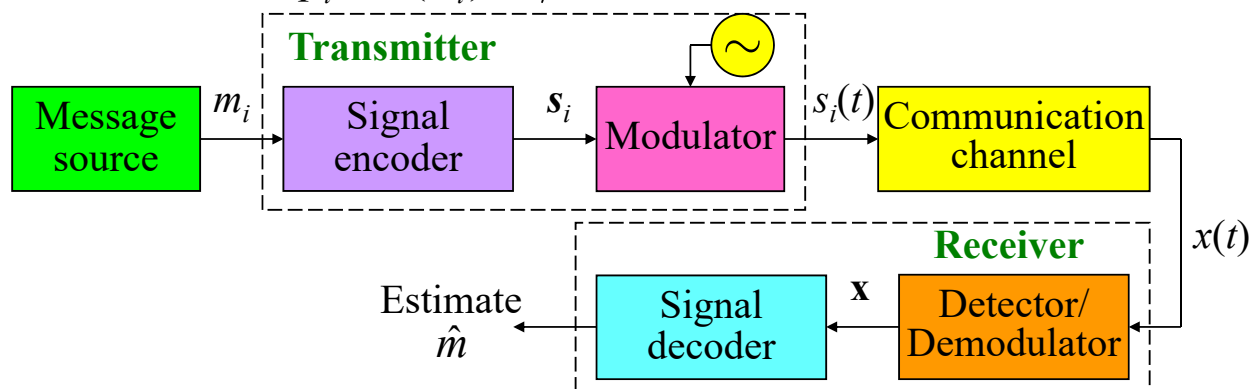 Transmitter
~
Message
source
m_i
Signal
encoder
s_i
Modulator
s_i(t)
Communication
channel
x(t)
Receiver
Detector/
Demodulator
x
Signal
decoder
Estimate
m̂